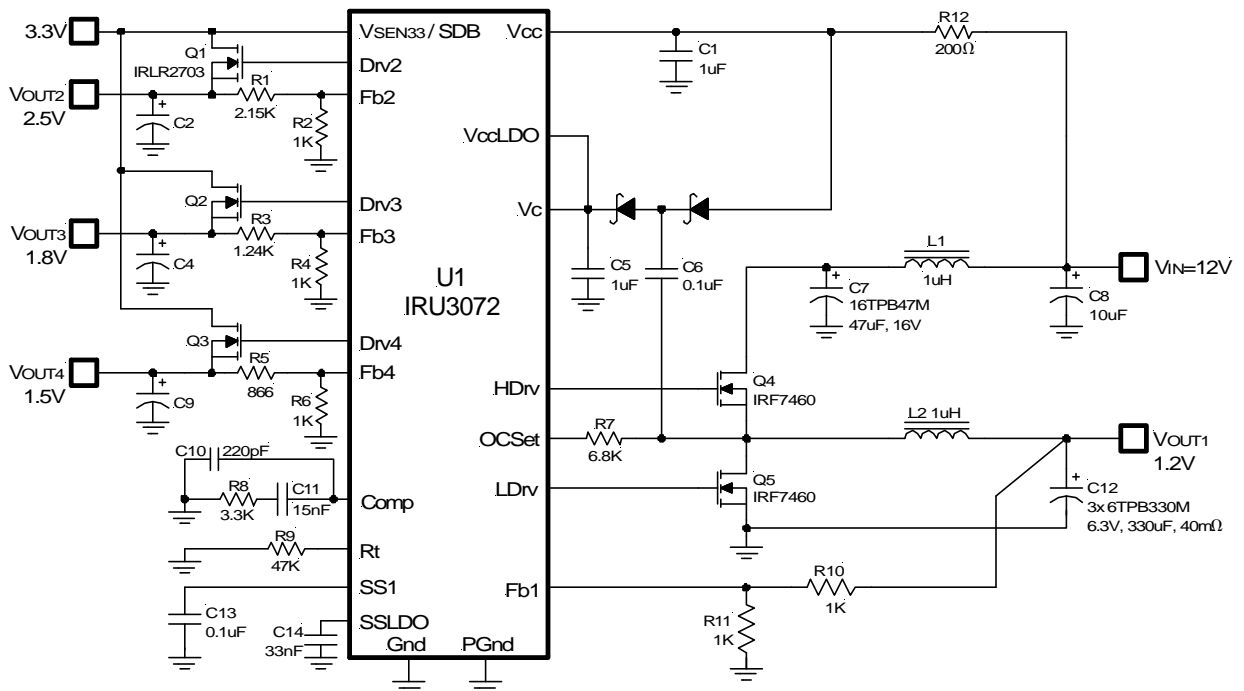 3.3V
VSEN33 / SDB
Vcc
R12
200Ω
C1
1uF
Q1
IRLR2703
Drv2
VOUT2
2.5V
R1
2.15K
Fb2
C2
R2
1K
VccLDO
Q2
Drv3
Vc
VOUT3
1.8V
R3
1.24K
Fb3
C4
R4
1K
U1
IRU3072
C5
1uF
C6
0.1uF
L1
1uH
VIN=12V
C7
16TPB47M
47uF, 16V
C8
10uF
Q3
Drv4
VOUT4
1.5V
R5
866
Fb4
C9
R6
1K
HDrv
Q4
IRF7460
OCSet
R7
6.8K
L2 1uH
VOUT1
1.2V
LDrv
Q5
IRF7460
C12
3x 6TPB330M
6.3V, 330uF, 40mΩ
C10
220pF
R8
3.3K
C11
15nF
Comp
R9
47K
Rt
SS1
Fb1
R10
1K
R11
1K
C13
0.1uF
SSLDO
C14
33nF
Gnd
PGnd